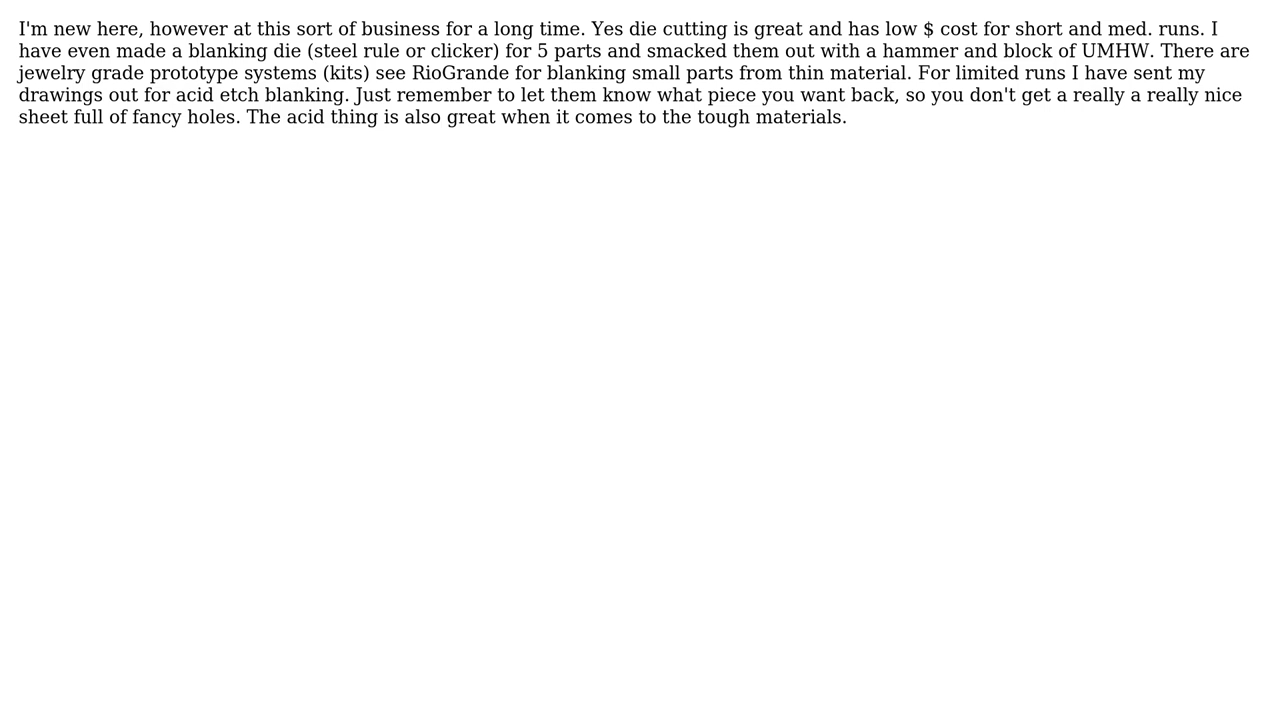 I'm new here, however at this sort of business for a long time. Yes die cutting is great and has low $ cost for short and med. runs. I
have even made a blanking die (steel rule or clicker) for 5 parts and smacked them out with a hammer and block of UMHW. There are
jewelry grade prototype systems (kits) see RioGrande for blanking small parts from thin material. For limited runs I have sent my
drawings out for acid etch blanking. Just remember to let them know what piece you want back, so you don't get a really a really nice
sheet full of fancy holes. The acid thing is also great when it comes to the tough materials.